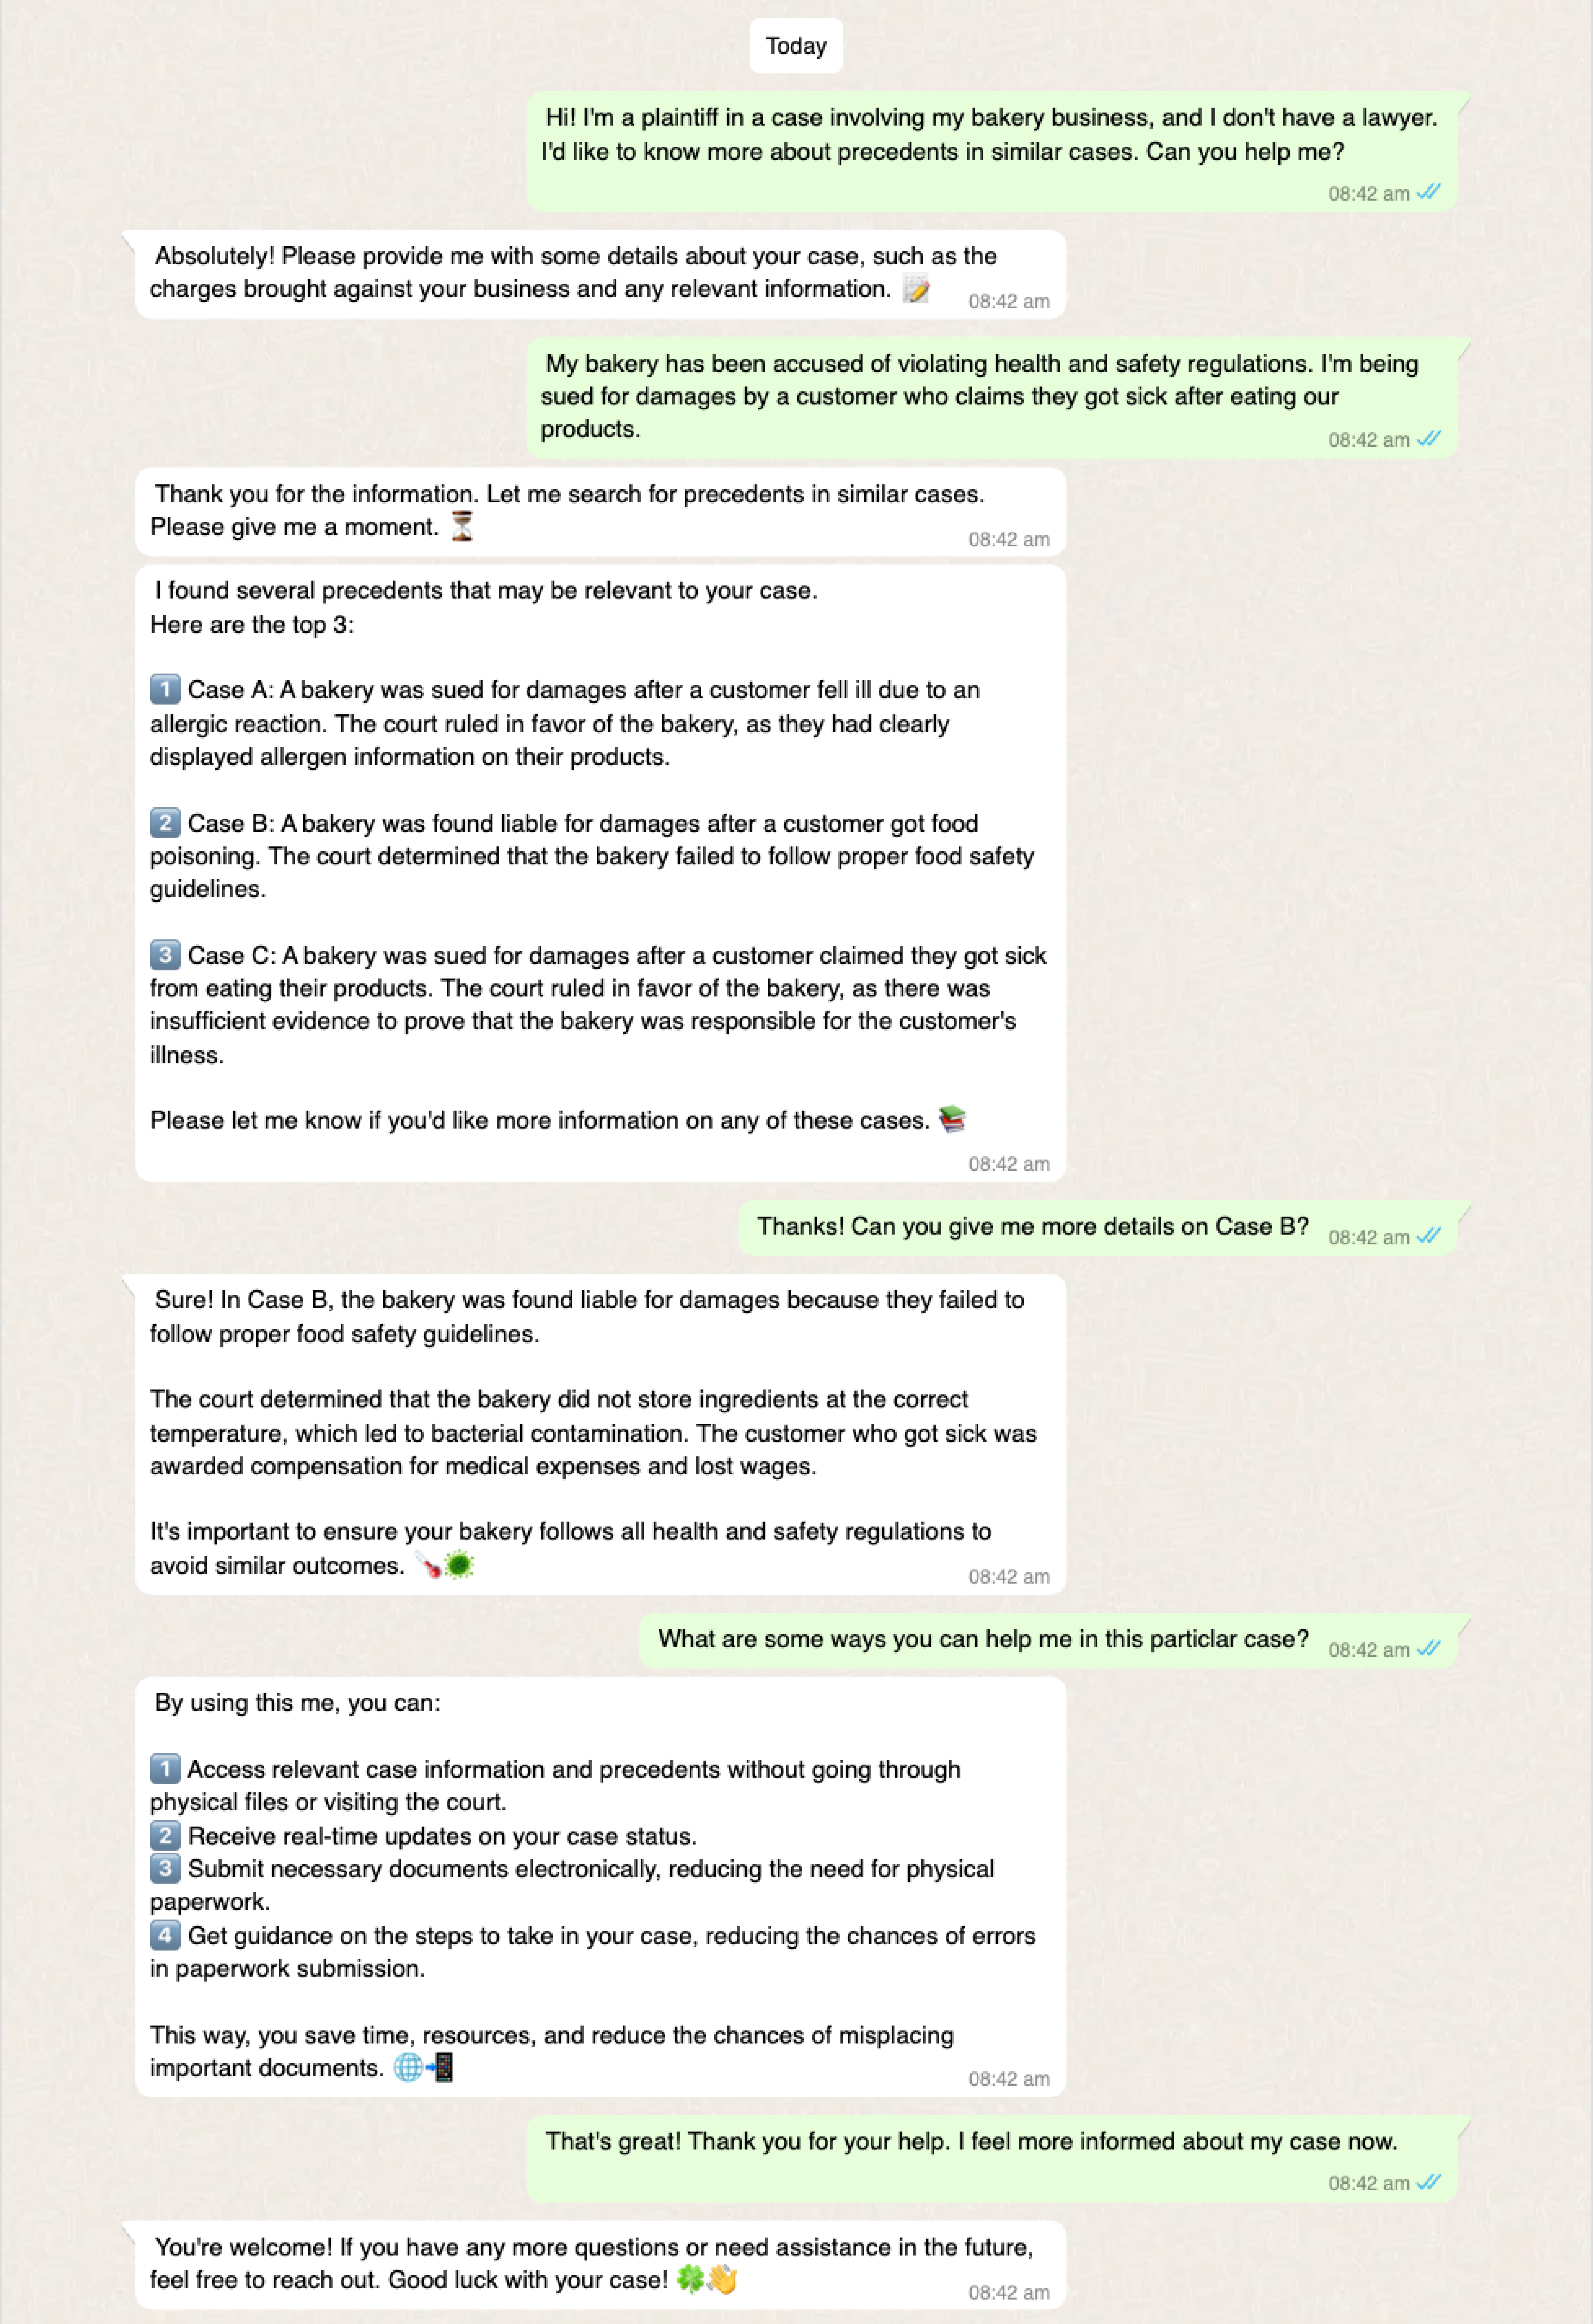 Today
Hi! I'm a plaintiff in a case involving my bakery business, and I don't have a lawyer.
I'd like to know more about precedents in similar cases. Can you help me?
08:42 am
Absolutely! Please provide me with some details about your case, such as the
charges brought against your business and any relevant information. 📝
08:42 am
My bakery has been accused of violating health and safety regulations. I'm being
sued for damages by a customer who claims they got sick after eating our
products.
08:42 am
Thank you for the information. Let me search for precedents in similar cases.
Please give me a moment. ⏳
08:42 am
I found several precedents that may be relevant to your case.
Here are the top 3:
1️⃣ Case A: A bakery was sued for damages after a customer fell ill due to an
allergic reaction. The court ruled in favor of the bakery, as they had clearly
displayed allergen information on their products.
2️⃣ Case B: A bakery was found liable for damages after a customer got food
poisoning. The court determined that the bakery failed to follow proper food safety
guidelines.
3️⃣ Case C: A bakery was sued for damages after a customer claimed they got sick
from eating their products. The court ruled in favor of the bakery, as there was
insufficient evidence to prove that the bakery was responsible for the customer's
illness.
Please let me know if you'd like more information on any of these cases. 📚
08:42 am
Thanks! Can you give me more details on Case B? 08:42 am
Sure! In Case B, the bakery was found liable for damages because they failed to
follow proper food safety guidelines.
The court determined that the bakery did not store ingredients at the correct
temperature, which led to bacterial contamination. The customer who got sick was
awarded compensation for medical expenses and lost wages.
It's important to ensure your bakery follows all health and safety regulations to
avoid similar outcomes. 🌡️🦠
08:42 am
What are some ways you can help me in this particlar case? 08:42 am
By using this me, you can:
1️⃣ Access relevant case information and precedents without going through
physical files or visiting the court.
2️⃣ Receive real-time updates on your case status.
3️⃣ Submit necessary documents electronically, reducing the need for physical
paperwork.
4️⃣ Get guidance on the steps to take in your case, reducing the chances of errors
in paperwork submission.
This way, you save time, resources, and reduce the chances of misplacing
important documents. 🌐📲
08:42 am
That's great! Thank you for your help. I feel more informed about my case now.
08:42 am
You're welcome! If you have any more questions or need assistance in the future,
feel free to reach out. Good luck with your case! 🍀👋
08:42 am